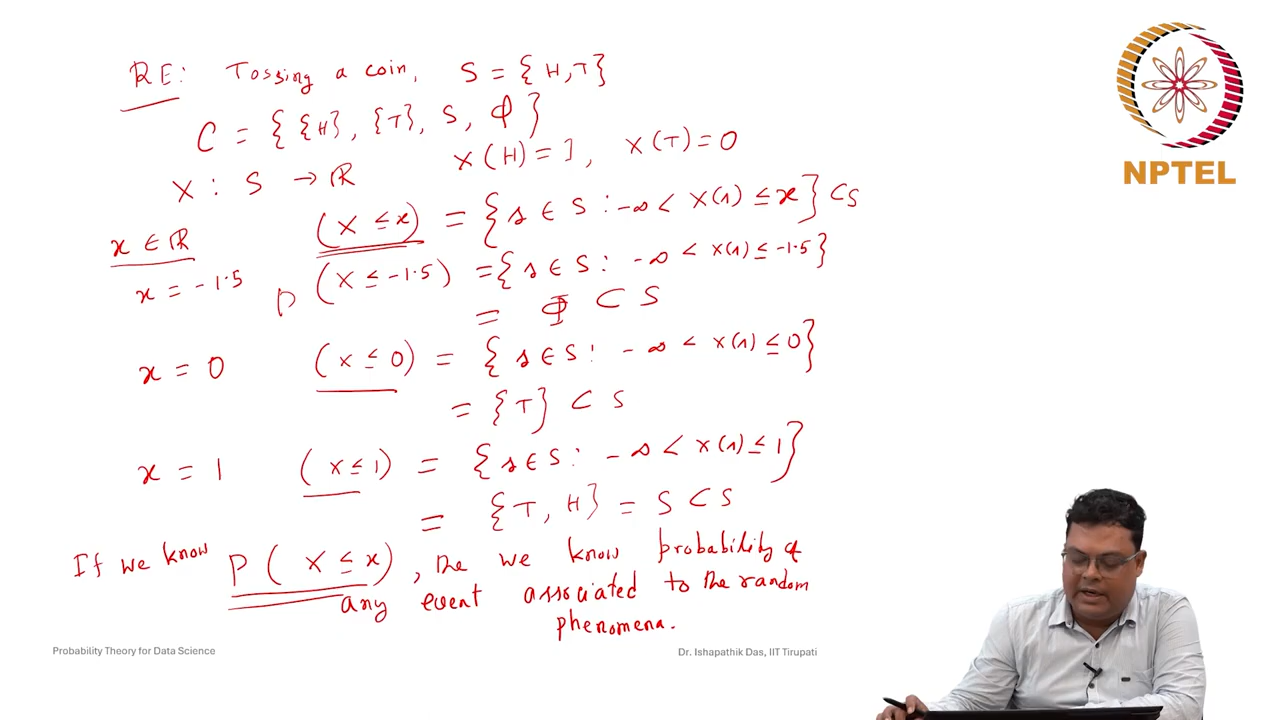 RE: Tossing a coin, S = {H, T}
C = { {H}, {T}, S, Φ }
X : S → ℝ X(H) = 1, X(T) = 0
x ∈ ℝ (X ≤ x) = {s ∈ S : -∞ < X(s) ≤ x} ⊂ S
x = -1.5 P (X ≤ -1.5) = {s ∈ S : -∞ < X(s) ≤ -1.5}
= Φ ⊂ S
x = 0 (X ≤ 0) = {s ∈ S : -∞ < X(s) ≤ 0}
= {T} ⊂ S
x = 1 (X ≤ 1) = {s ∈ S : -∞ < X(s) ≤ 1}
= {T, H} = S ⊂ S
If we know P( X ≤ x), the we know probability of
any event associated to the random
phenomena.
NPTEL
Probability Theory for Data Science
Dr. Ishapathik Das, IIT Tirupati